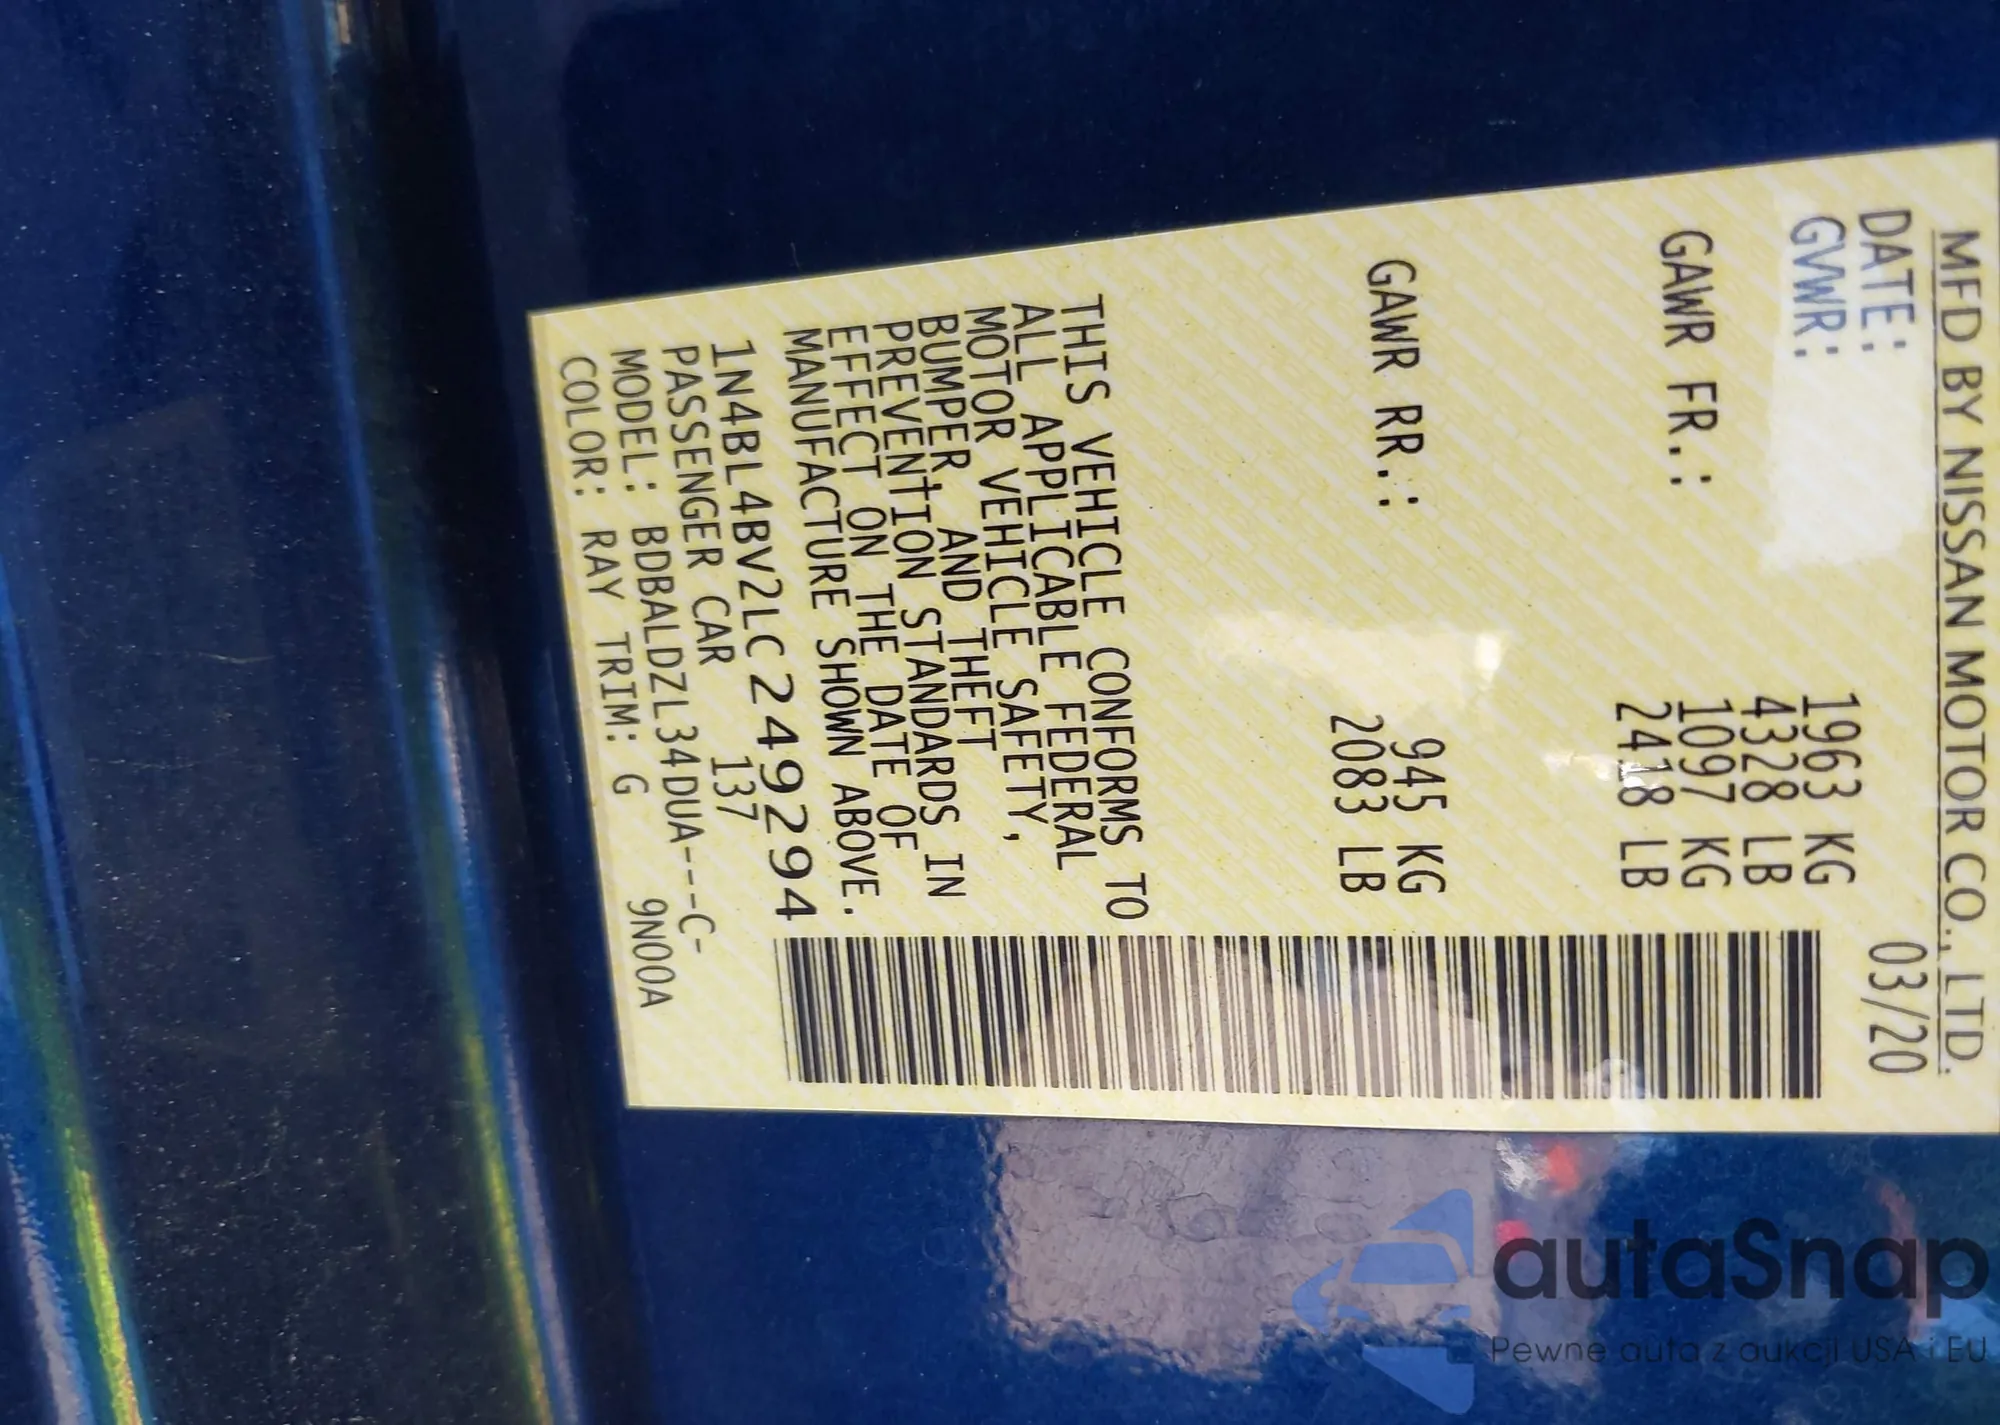 MFD BY NISSAN MOTOR CO., LTD.
DATE: 03/20
GVWR: 1963 KG
4328 LB
GAWR FR.: 1097 KG
2418 LB
GAWR RR.: 945 KG
2083 LB
THIS VEHICLE CONFORMS TO
ALL APPLICABLE FEDERAL
MOTOR VEHICLE SAFETY,
BUMPER, AND THEFT
PREVENTION STANDARDS IN
EFFECT ON THE DATE OF
MANUFACTURE SHOWN ABOVE.
1N4BL4BV2LC249294
PASSENGER CAR 137
MODEL: BDBALDZL34DUA---C-
COLOR: RAY TRIM: G 9N00A
autaSnap
Pewne auta z aukcji USA i EU